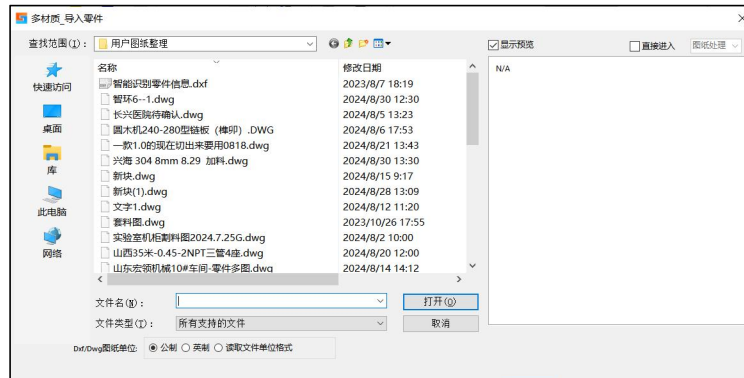 多材质_导入零件
查找范围(I)： 用户图纸整理
显示预览 直接进入 图纸处理
N/A
快速访问
桌面
库
此电脑
网络
名称 修改日期
智能识别零件信息.dxf 2023/8/7 18:19
智环6--1.dwg 2024/8/30 12:30
长兴医院待确认.dwg 2024/8/5 13:23
圆木机240-280型链板（榫卯）.DWG 2024/8/6 17:53
一款1.0的现在切出来要用0818.dwg 2024/8/21 13:43
兴海 304 8mm 8.29 加料.dwg 2024/8/30 13:30
新块.dwg 2024/8/15 9:17
新块(1).dwg 2024/8/28 13:09
文字1.dwg 2024/8/12 11:20
套料图.dwg 2023/10/26 17:55
实验室机柜割料图2024.7.25G.dwg 2024/8/2 10:00
山西35米-0.45-2NPT三管4座.dwg 2024/8/20 12:00
山东宏领机械10#车间-零件多图.dwg 2024/8/14 14:12
文件名(N)： 打开(O)
文件类型(T)： 所有支持的文件 取消
Dxf/Dwg图纸单位: 公制 英制 读取文件单位格式